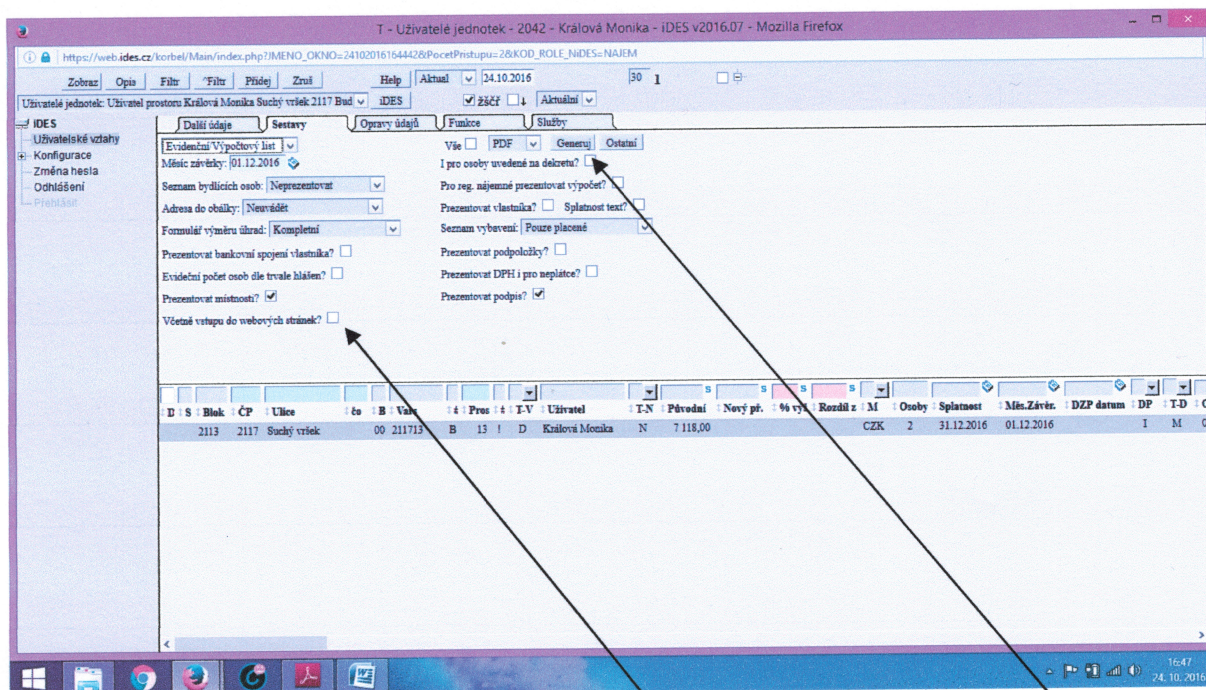 T - Uživatelé jednotek - 2042 - Králová Monika - iDES v2016.07 - Mozilla Firefox
https://web.ides.cz/korbel/Main/index.php?JMENO_OKNO=24102016164442&PocetPristupu=2&KOD_ROLE_NiDES=NAJEM
Zobraz Opis Filtr ^Filtr Přidej Zruš Help Aktual 24.10.2016 30 1
Uživatelé jednotek: Uživatel prostoru Králová Monika Suchý vršek 2117 Bud iDES žščř Aktuální
iDES
Uživatelské vztahy
Konfigurace
Změna hesla
Odhlášení
Přehlásit
Další údaje Sestavy Opravy údajů Funkce Služby
Evidenční/Výpočtový list Vše PDF Generuj Ostatní
Měsíc závěrky: 01.12.2016 I pro osoby uvedené na dekretu?
Seznam bydlících osob: Neprezentovat Pro reg. nájemné prezentovat výpočet?
Adresa do obálky: Neuvádět Prezentovat vlastníka? Splatnost text?
Formulář výměru úhrad: Kompletní Seznam vybavení: Pouze placené
Prezentovat bankovní spojení vlastníka? Prezentovat podpoložky?
Evideční počet osob dle trvale hlášen? Prezentovat DPH i pro neplátce?
Prezentovat místnosti? Prezentovat podpis?
Včetně vstupu do webových stránek?
S S S S
D S Blok ČP Ulice čo B Vars Pros T-V Uživatel T-N Původní Nový př. % vyl Rozdíl z M Osoby Splatnost Měs.Závěr. DZP datum DP T-D
2113 2117 Suchý vršek 00 211713 B 13 ! D Králová Monika N 7 118,00 CZK 2 31.12.2016 01.12.2016 I M
16:47
24. 10. 2016